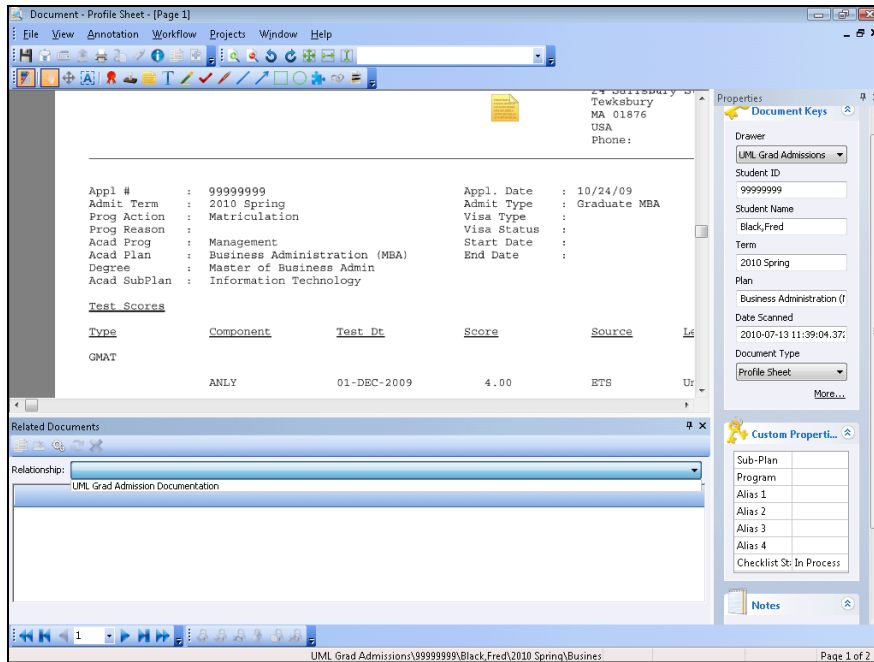 Document - Profile Sheet - [Page 1]
File View Annotation Workflow Projects Window Help
Tewksbury
MA 01876
USA
Phone:
Appl # : 99999999 Appl. Date : 10/24/09
Admit Term : 2010 Spring Admit Type : Graduate MBA
Prog Action : Matriculation Visa Type :
Prog Reason : Visa Status :
Acad Prog : Management Start Date :
Acad Plan : Business Administration (MBA) End Date :
Degree : Master of Business Admin
Acad SubPlan : Information Technology
Test Scores
Type Component Test Dt Score Source Le
GMAT
ANLY 01-DEC-2009 4.00 ETS Ur
Related Documents
Relationship:
UML Grad Admission Documentation
1
Properties
Document Keys
Drawer
UML Grad Admissions
Student ID
99999999
Student Name
Black,Fred
Term
2010 Spring
Plan
Business Administration (
Date Scanned
2010-07-13 11:39:04.37
Document Type
Profile Sheet
More...
Custom Properti...
Sub-Plan
Program
Alias 1
Alias 2
Alias 3
Alias 4
Checklist St In Process
Notes
UML Grad Admissions\99999999\Black,Fred\2010 Spring\Busines
Page 1 of 2